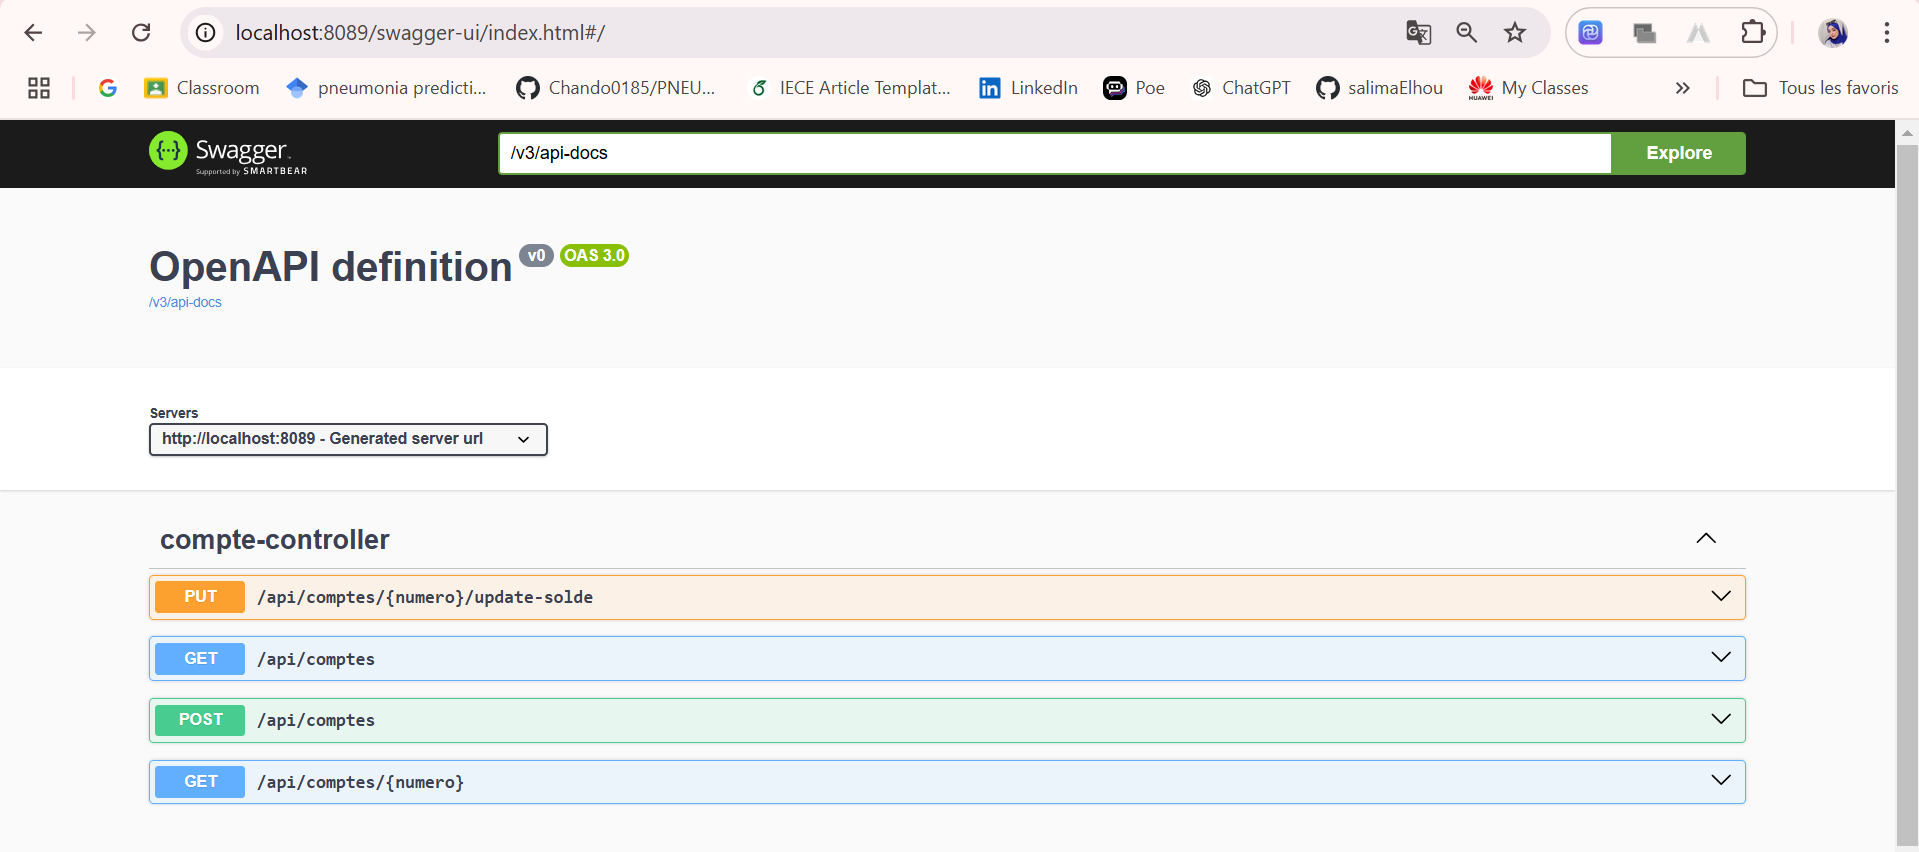 localhost:8089/swagger-ui/index.html#/
Classroom
pneumonia predicti...
Chando0185/PNEU...
IECE Article Templat...
LinkedIn
Poe
ChatGPT
salimaElhou
HUAWEI
My Classes
Tous les favoris
Swagger
Supported by SMARTBEAR
/v3/api-docs
Explore
OpenAPI definition v0 OAS 3.0
/v3/api-docs
Servers
http://localhost:8089 - Generated server url
compte-controller
PUT /api/comptes/{numero}/update-solde
GET /api/comptes
POST /api/comptes
GET /api/comptes/{numero}